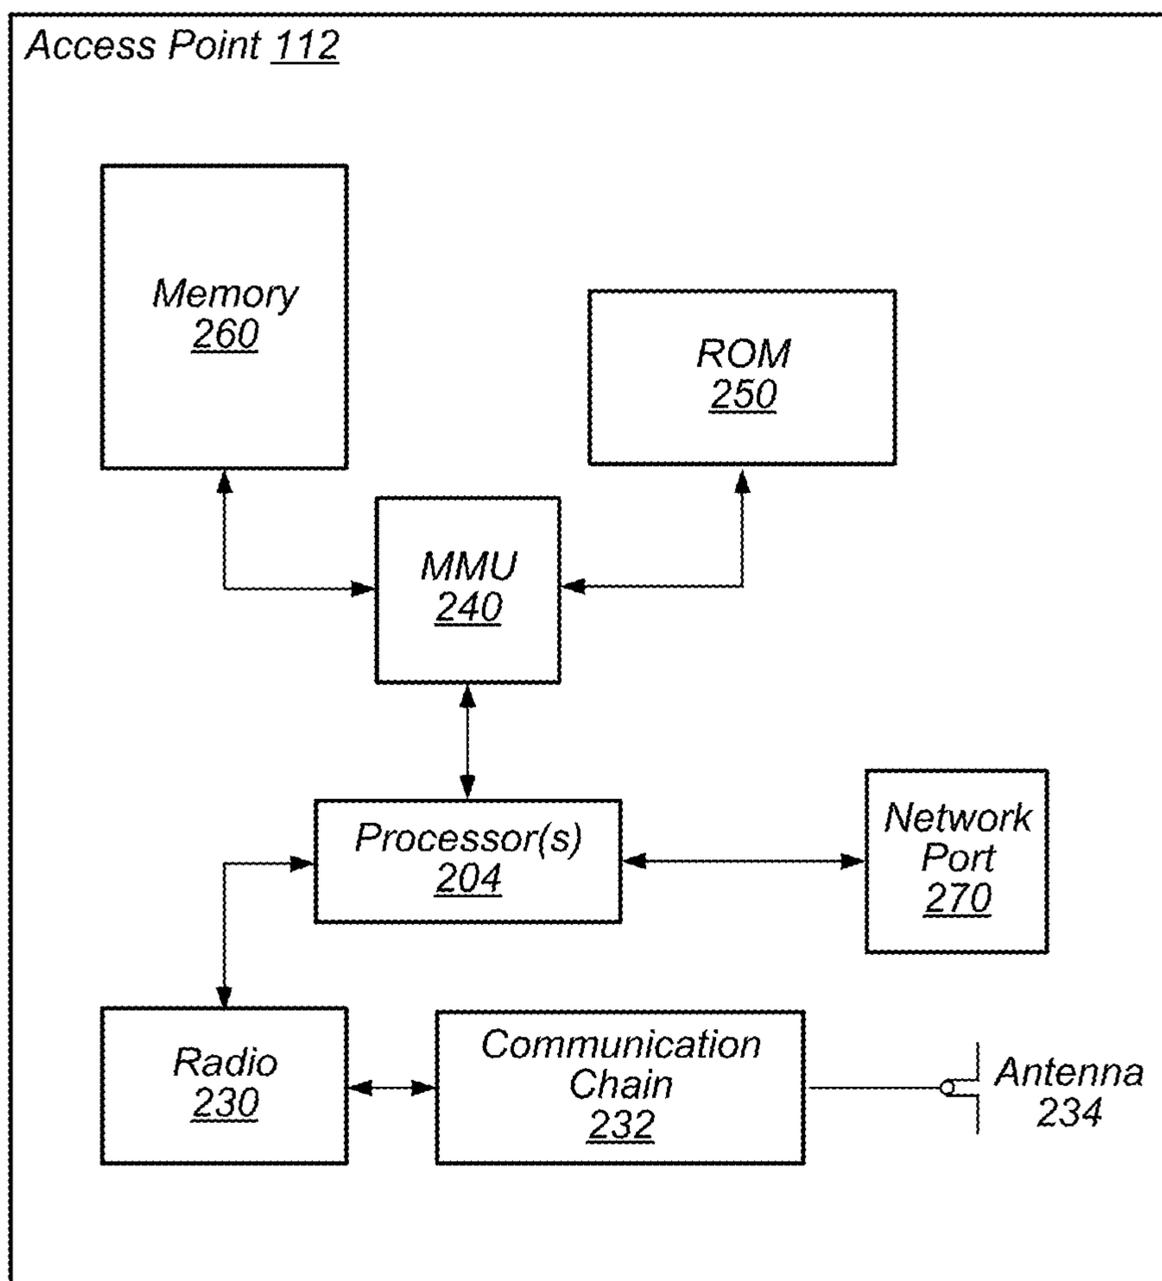 Access Point 112
Memory
260
ROM
250
MMU
240
Processor(s)
204
Network
Port
270
Radio
230
Communication
Chain
232
Antenna
234